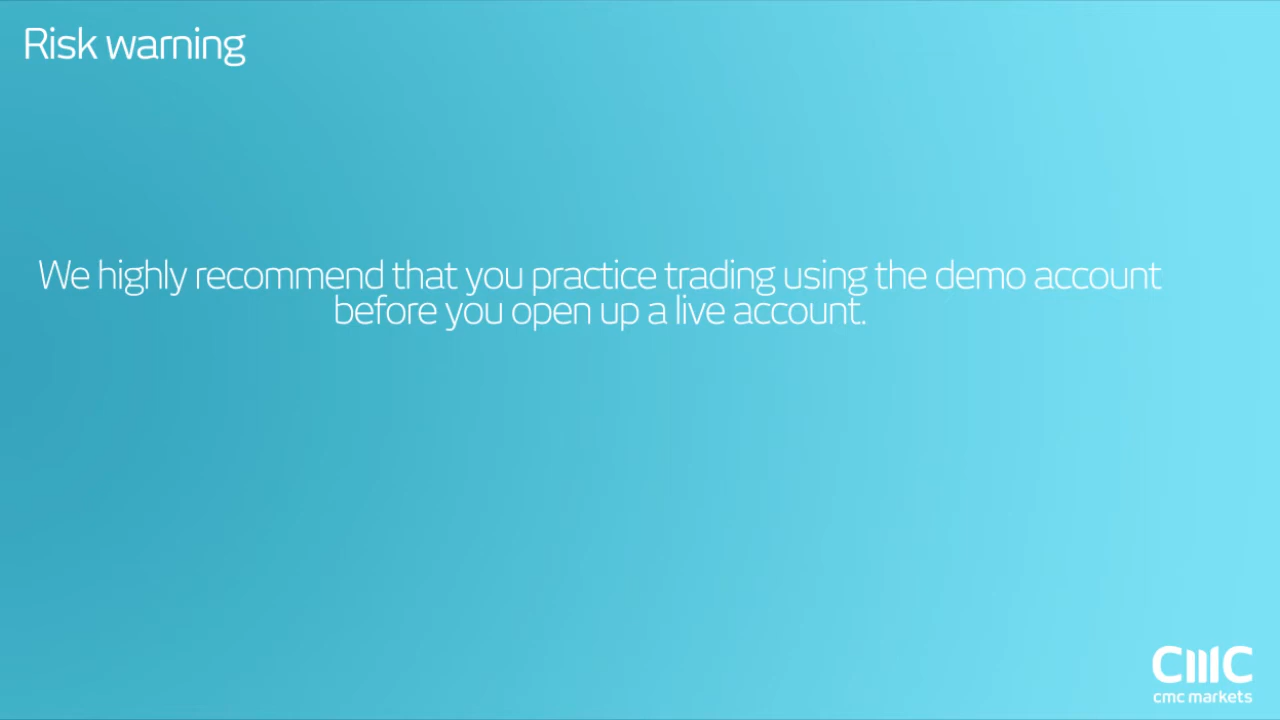 Risk warning
We highly recommend that you practice trading using the demo account
before you open up a live account.
CMC
cmc markets